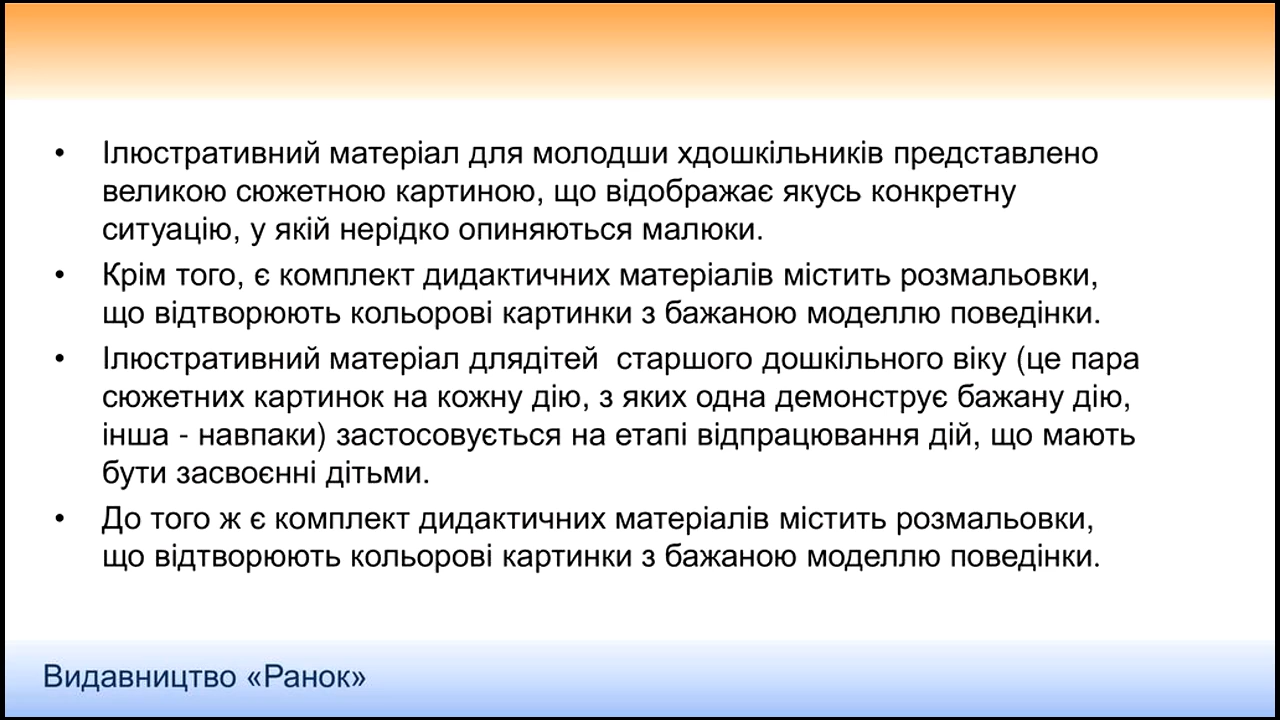 • Ілюстративний матеріал для молодши хдошкільників представлено
великою сюжетною картиною, що відображає якусь конкретну
ситуацію, у якій нерідко опиняються малюки.
• Крім того, є комплект дидактичних матеріалів містить розмальовки,
що відтворюють кольорові картинки з бажаною моделлю поведінки.
• Ілюстративний матеріал длядітей  старшого дошкільного віку (це пара
сюжетних картинок на кожну дію, з яких одна демонструє бажану дію,
інша - навпаки) застосовується на етапі відпрацювання дій, що мають
бути засвоєнні дітьми.
• До того ж є комплект дидактичних матеріалів містить розмальовки,
що відтворюють кольорові картинки з бажаною моделлю поведінки.
Видавництво «Ранок»